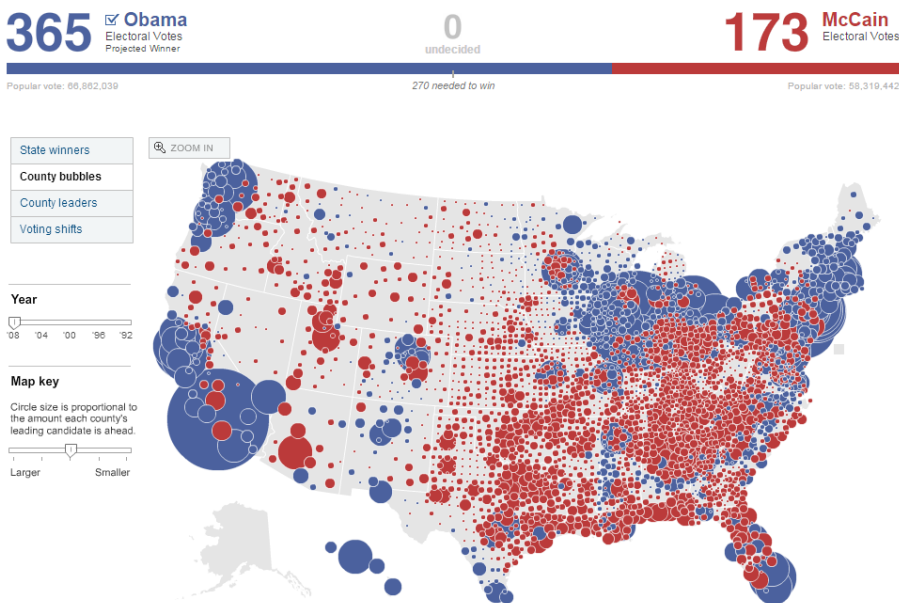 365
Obama
Electoral Votes
Projected Winner
0
undecided
173
McCain
Electoral Votes
Popular vote: 66,862,039
270 needed to win
Popular vote: 58,319,442
State winners
County bubbles
County leaders
Voting shifts
ZOOM IN
Year
'08 '04 '00 '96 '92
Map key
Circle size is proportional to
the amount each county's
leading candidate is ahead.
Larger Smaller